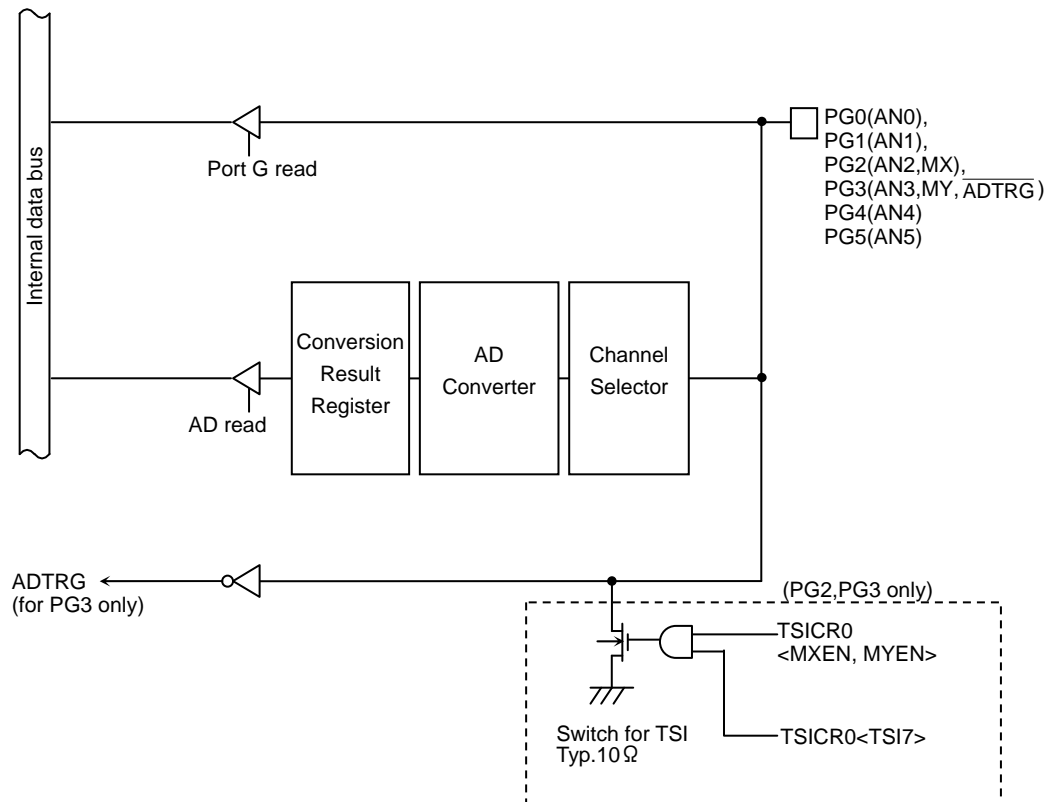 Internal data bus
Port G read
PG0(AN0),
PG1(AN1),
PG2(AN2,MX),
PG3(AN3,MY, ADTRG )
PG4(AN4)
PG5(AN5)
Conversion
Result
Register
AD
Converter
Channel
Selector
AD read
ADTRG
(for PG3 only)
(PG2,PG3 only)
TSICR0
<MXEN, MYEN>
Switch for TSI
Typ.10Ω
TSICR0<TSI7>